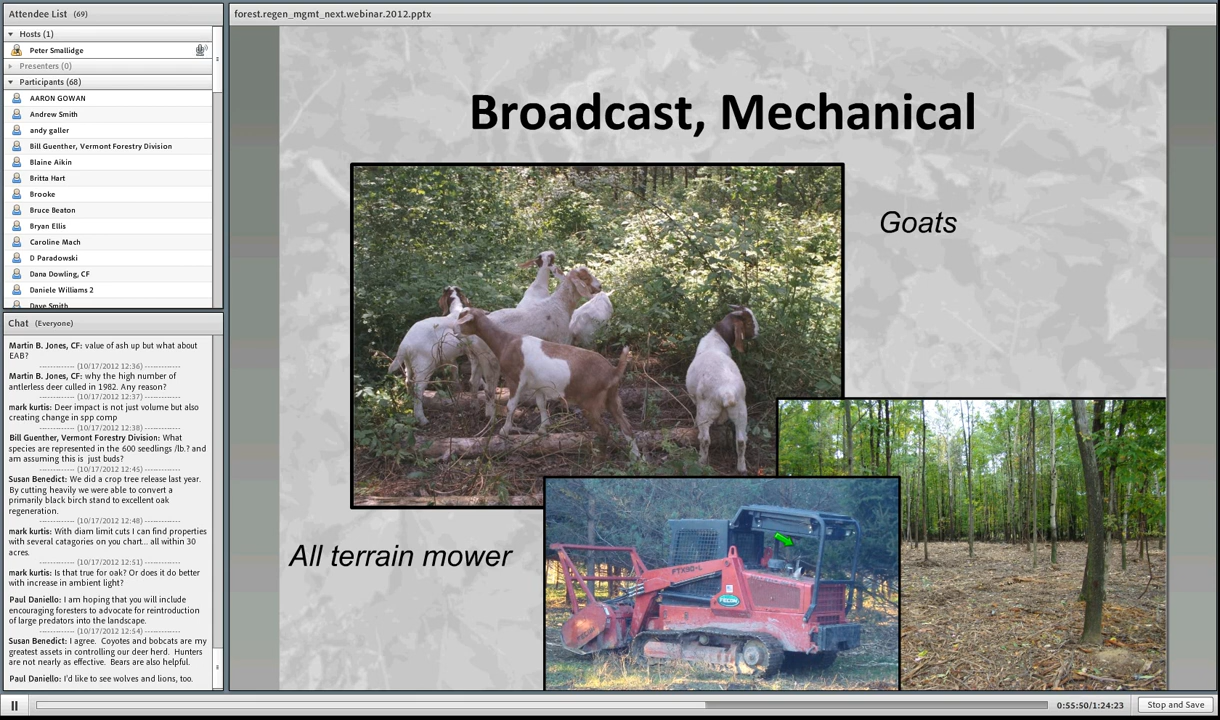 Attendee List (69)
Hosts (1)
Peter Smallidge
Presenters (0)
Participants (68)
AARON GOWAN
Andrew Smith
andy galler
Bill Guenther, Vermont Forestry Division
Blaine Aikin
Britta Hart
Brooke
Bruce Beaton
Bryan Ellis
Caroline Mach
D Paradowski
Dana Dowling, CF
Daniele Williams 2
Dave Smith
Chat (Everyone)
Martin B. Jones, CF: value of ash up but what about
EAB?
------------- (10/17/2012 12:36) -------------
Martin B. Jones, CF: why the high number of
antlerless deer culled in 1982. Any reason?
------------- (10/17/2012 12:37) -------------
mark kurtis: Deer impact is not just volume but also
creating change in spp comp
------------- (10/17/2012 12:38) -------------
Bill Guenther, Vermont Forestry Division: What
species are represented in the 600 seedlings /lb.? and
am assuming this is just buds?
------------- (10/17/2012 12:45) -------------
Susan Benedict: We did a crop tree release last year.
By cutting heavily we were able to convert a
primarily black birch stand to excellent oak
regeneration.
------------- (10/17/2012 12:48) -------------
mark kurtis: With diam limit cuts I can find properties
with several catagories on you chart... all within 30
acres.
------------- (10/17/2012 12:51) -------------
mark kurtis: Is that true for oak? Or does it do better
with increase in ambient light?
Paul Daniello: I am hoping that you will include
encouraging foresters to advocate for reintroduction
of large predators into the landscape.
------------- (10/17/2012 12:54) -------------
Susan Benedict: I agree. Coyotes and bobcats are my
greatest assets in controlling our deer herd. Hunters
are not nearly as effective. Bears are also helpful.
Paul Daniello: I'd like to see wolves and lions, too.
forest.regen_mgmt_next.webinar.2012.pptx
Broadcast, Mechanical
Goats
All terrain mower
FECON
0:55:50/1:24:23
Stop and Save